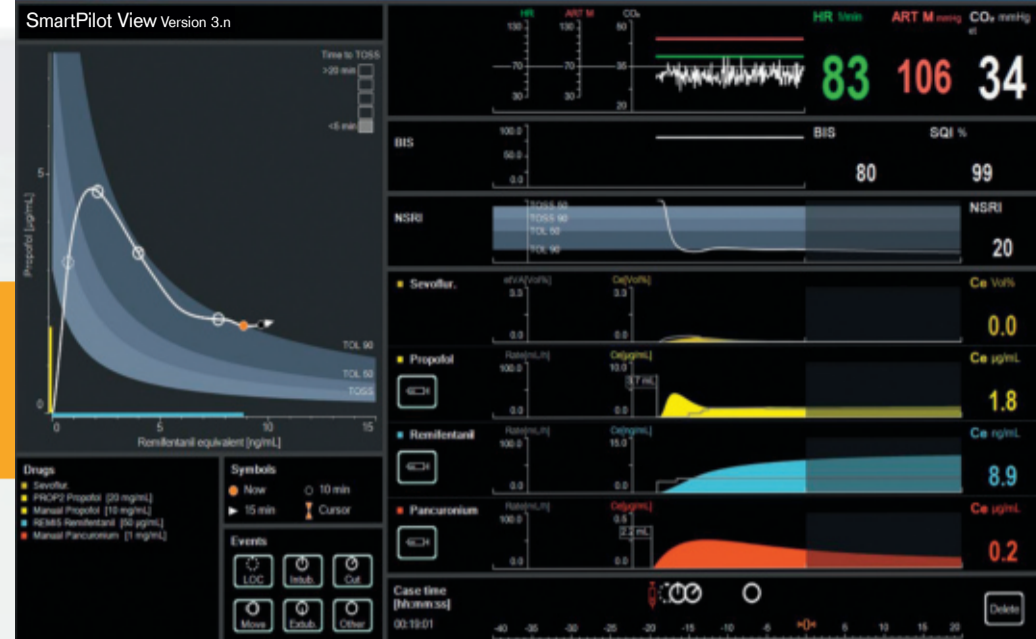 SmartPilot View Version 3.n
Time to TOSS
>20 min
<5 min
Propofol [µg/mL]
5
0
TOL 90
TOL 50
TOSS
0 5 10 15
Remifentanil equivalent [ng/mL]
Drugs
Sevoflur.
PROP2 Propofol [20 mg/mL]
Manual Propofol [10 mg/mL]
REMI5 Remifentanil [50 µg/mL]
Manual Pancuronium [1 mg/mL]
Symbols
Now 10 min
15 min Cursor
Events
LOC Intub. Cut
Move Extub. Other
HR ART M CO₂
130 130 50
70 70 35
30 30 20
HR 1/min ART M mmHg CO₂ mmHg
et
83 106 34
BIS
100.0
50.0
0.0
BIS SQI %
80 99
NSRI
TOSS 50
TOSS 90
TOL 50
TOL 90
NSRI
20
Sevoflur.
etVA[Vol%] Ce[Vol%]
3.3 3.3
0.0 0.0
Ce Vol%
0.0
Propofol
Rate[mL/h] Ce[µg/mL]
100.0 10.0
3.7 mL
0.0 0.0
Ce µg/mL
1.8
Remifentanil
Rate[mL/h] Ce[ng/mL]
100.0 15.0
0.0 0.0
Ce ng/mL
8.9
Pancuronium
Rate[mL/h] Ce[µg/mL]
100.0 0.5
2.2 mL
0.0 0.0
Ce µg/mL
0.2
Case time
[hh:mm:ss]
00:19:01
-40 -35 -30 -25 -20 -15 -10 -5 0 5 10 15 20
Delete